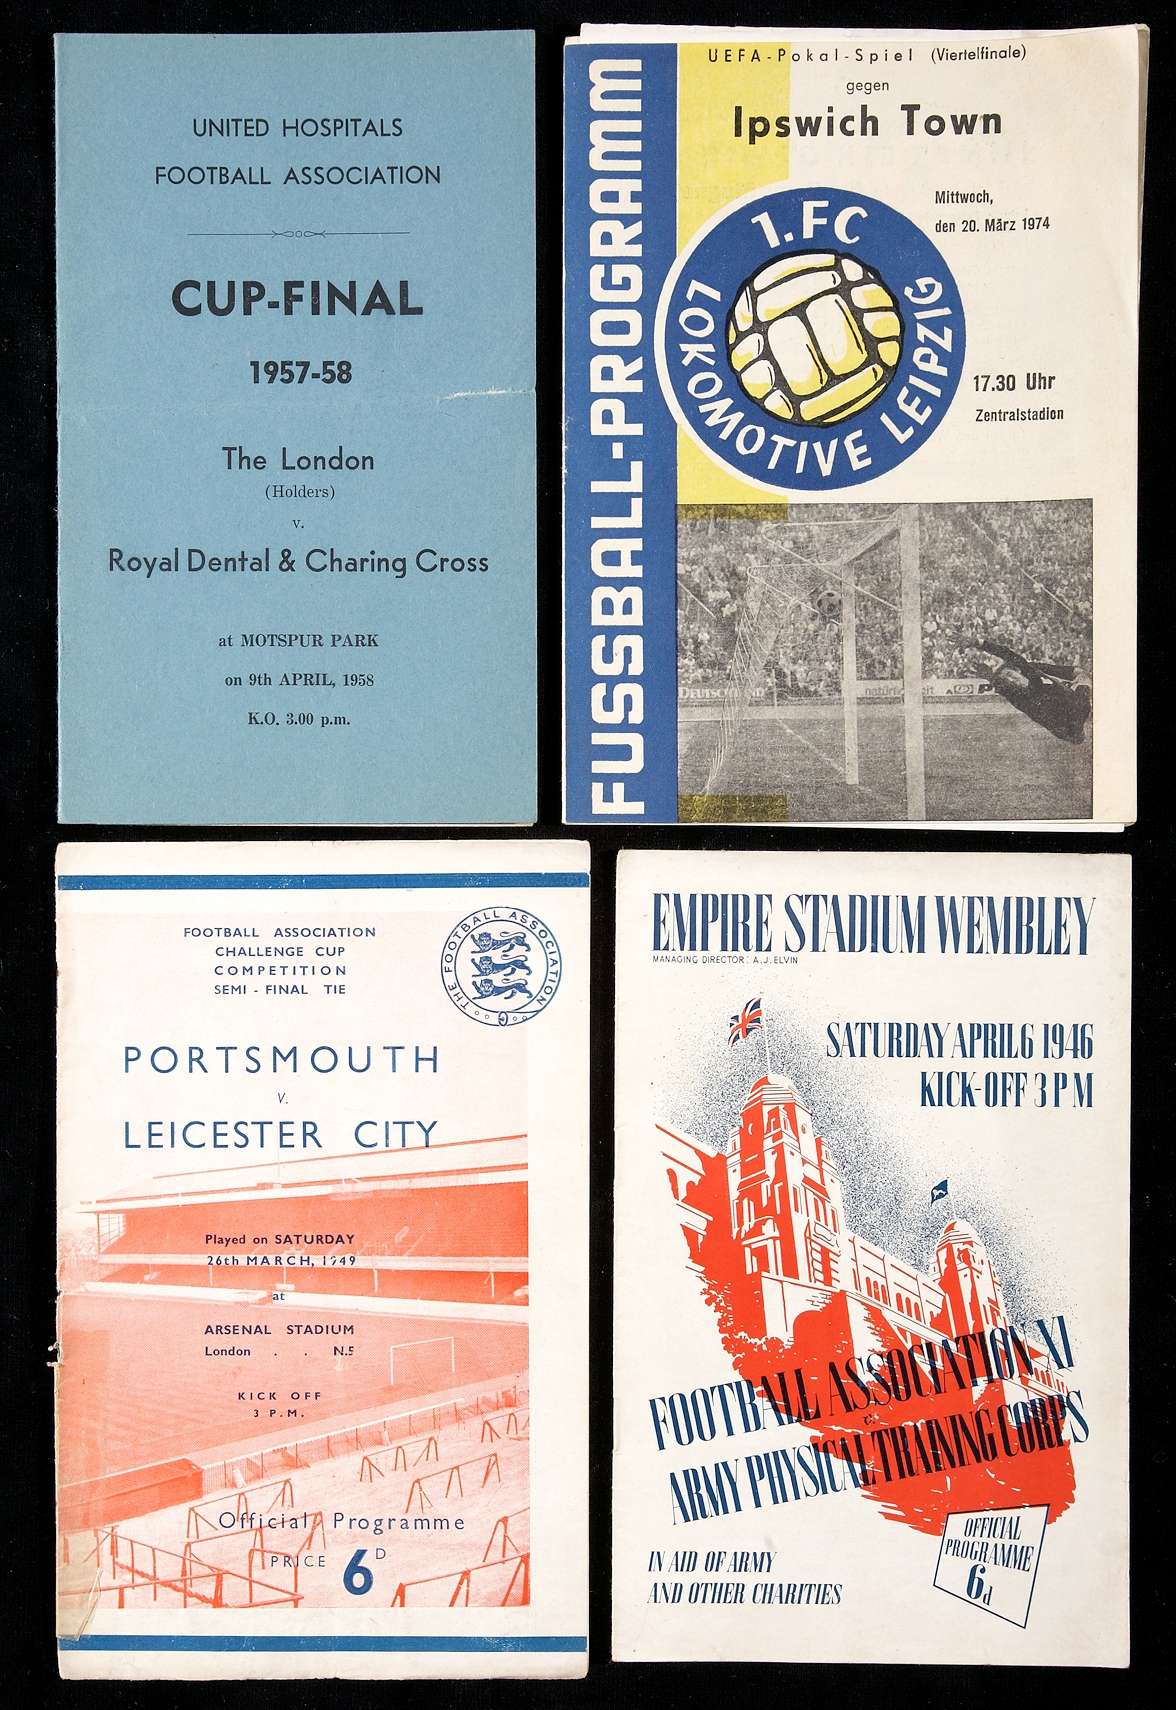 UNITED HOSPITALS
FOOTBALL ASSOCIATION
CUP-FINAL
1957-58
The London
(Holders)
v.
Royal Dental & Charing Cross
at MOTSPUR PARK
on 9th APRIL, 1958
K.O. 3.00 p.m.
FUSSBALL-PROGRAMM
UEFA-Pokal-Spiel (Viertelfinale)
gegen
Ipswich Town
Mittwoch,
den 20. März 1974
1. FC
LOKOMOTIVE LEIPZIG
17.30 Uhr
Zentralstadion
DEUTSCHLAND
FOOTBALL ASSOCIATION
CHALLENGE CUP
COMPETITION
SEMI - FINAL TIE
THE FOOTBALL ASSOCIATION
PORTSMOUTH
V.
LEICESTER CITY
Played on SATURDAY
26th MARCH, 1949
at
ARSENAL STADIUM
London . . N.5
KICK OFF
3 P.M.
Official Programme
PRICE 6D
EMPIRE STADIUM WEMBLEY
MANAGING DIRECTOR: A.J. ELVIN
SATURDAY APRIL 6 1946
KICK-OFF 3 PM
FOOTBALL ASSOCIATION XI
v.
ARMY PHYSICAL TRAINING CORPS
OFFICIAL
PROGRAMME
6d
IN AID OF ARMY
AND OTHER CHARITIES